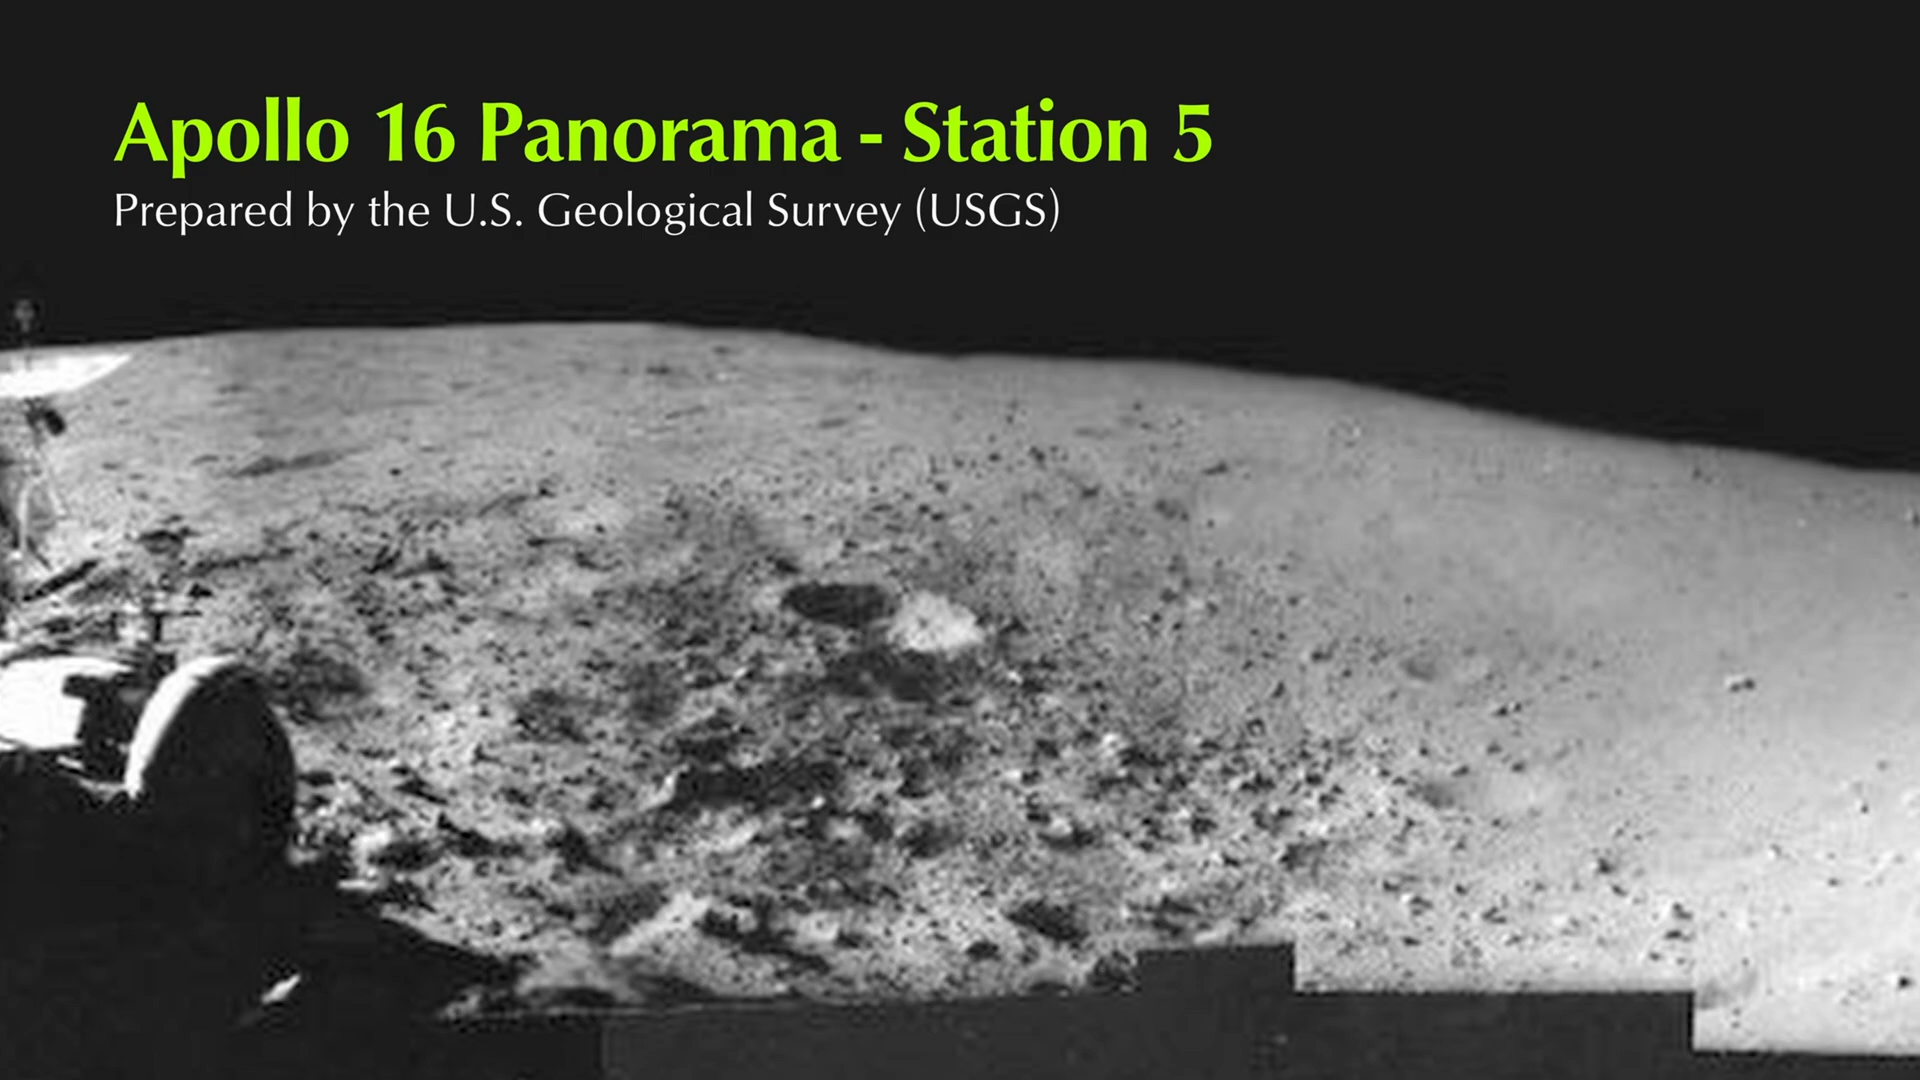 Apollo 16 Panorama - Station 5
Prepared by the U.S. Geological Survey (USGS)